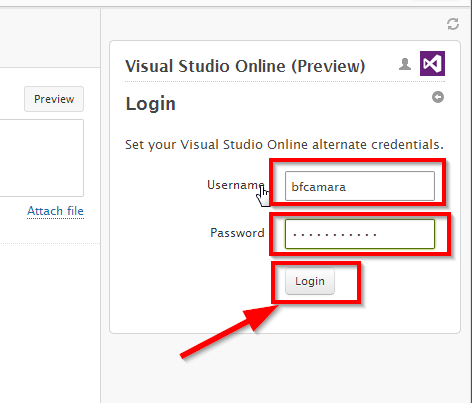 Preview
Attach file
Visual Studio Online (Preview)
Login
Set your Visual Studio Online alternate credentials.
Username
bfcamara
Password
Login